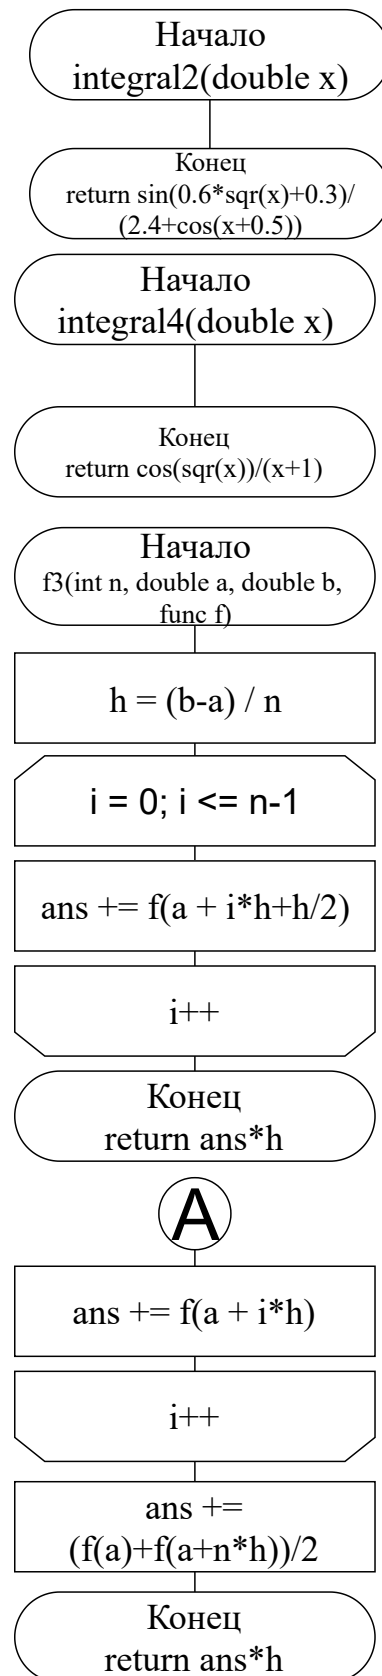 Начало
integral2(double x)
Конец
return sin(0.6*sqr(x)+0.3)/
(2.4+cos(x+0.5))
Начало
integral4(double x)
Конец
return cos(sqr(x))/(x+1)
Начало
f3(int n, double a, double b,
func f)
h = (b-a) / n
i = 0; i <= n-1
ans += f(a + i*h+h/2)
i++
Конец
return ans*h
A
ans += f(a + i*h)
i++
ans +=
(f(a)+f(a+n*h))/2
Конец
return ans*h